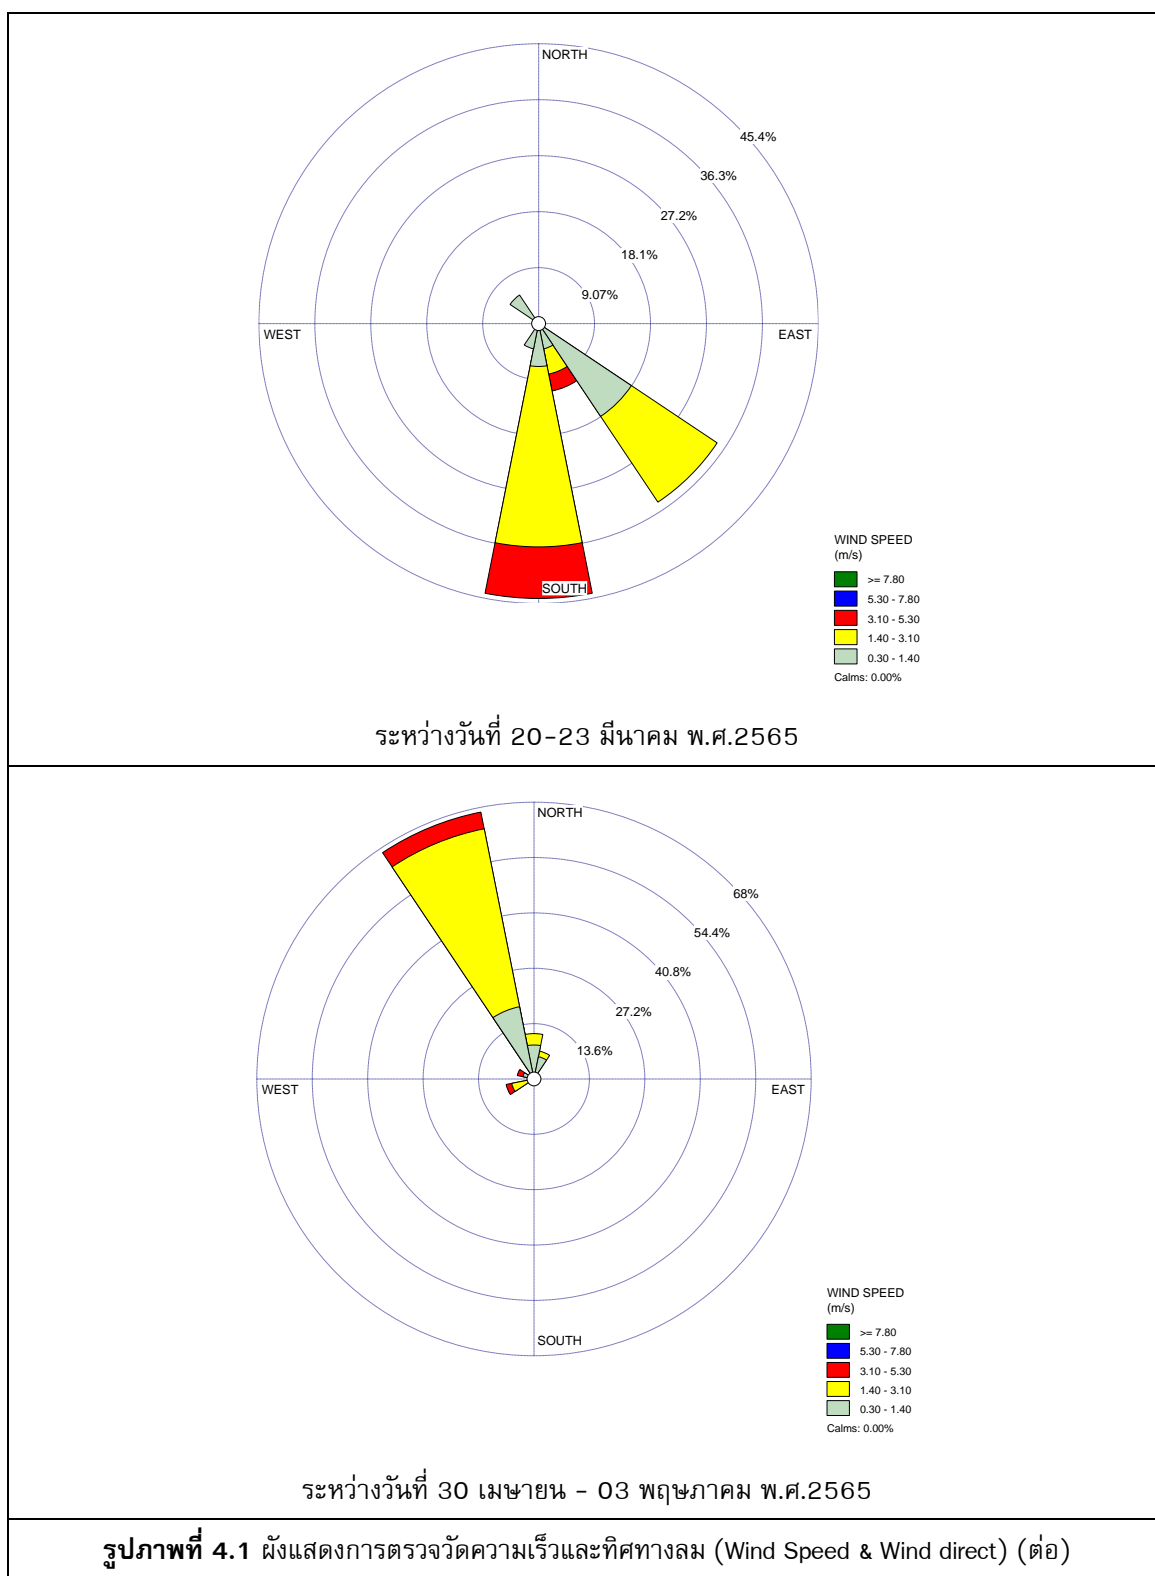 NORTH
45.4%
36.3%
27.2%
18.1%
9.07%
WEST
EAST
SOUTH
WIND SPEED
(m/s)
>= 7.80
5.30 - 7.80
3.10 - 5.30
1.40 - 3.10
0.30 - 1.40
Calms: 0.00%
ระหว่างวันที่ 20-23 มีนาคม พ.ศ.2565
NORTH
68%
54.4%
40.8%
27.2%
13.6%
WEST
EAST
SOUTH
WIND SPEED
(m/s)
>= 7.80
5.30 - 7.80
3.10 - 5.30
1.40 - 3.10
0.30 - 1.40
Calms: 0.00%
ระหว่างวันที่ 30 เมษายน - 03 พฤษภาคม พ.ศ.2565
รูปภาพที่ 4.1 ผังแสดงการตรวจวัดความเร็วและทิศทางลม (Wind Speed & Wind direct) (ต่อ)